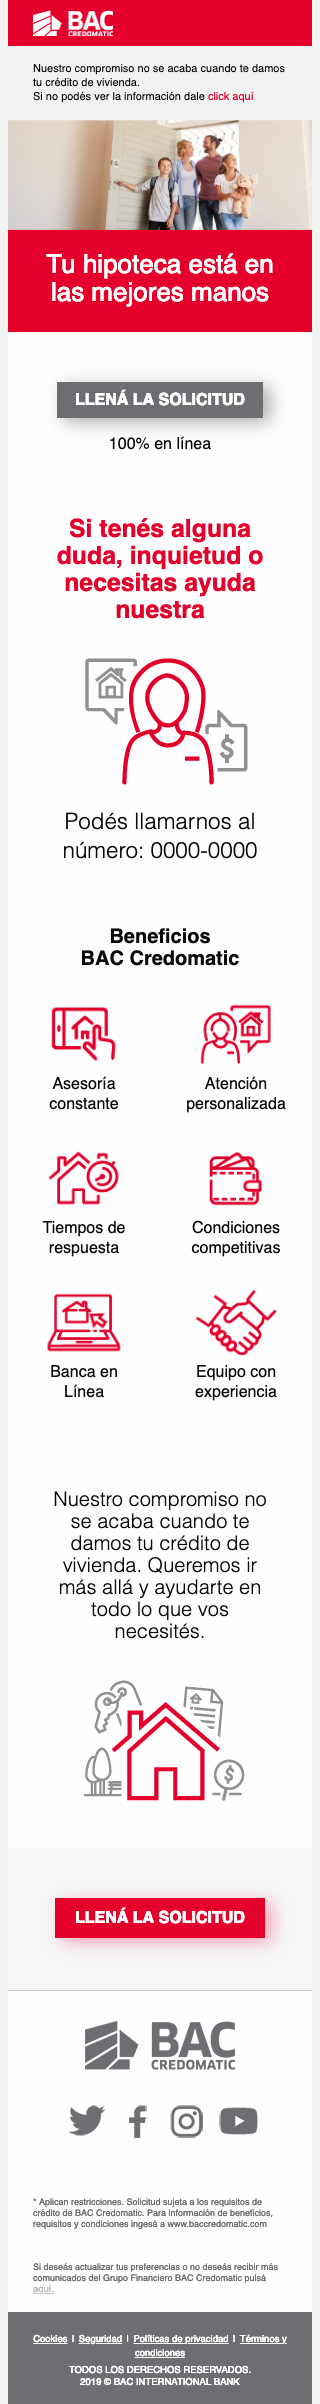 BAC
CREDOMATIC
Nuestro compromiso no se acaba cuando te damos
tu crédito de vivienda.
Si no podés ver la información dale click aquí
Tu hipoteca está en
las mejores manos
LLENÁ LA SOLICITUD
100% en línea
Si tenés alguna
duda, inquietud o
necesitas ayuda
nuestra
$
Podés llamarnos al
número: 0000-0000
Beneficios
BAC Credomatic
Asesoría
constante
Atención
personalizada
Tiempos de
respuesta
Condiciones
competitivas
Banca en
Línea
Equipo con
experiencia
Nuestro compromiso no
se acaba cuando te
damos tu crédito de
vivienda. Queremos ir
más allá y ayudarte en
todo lo que vos
necesités.
$
LLENÁ LA SOLICITUD
BAC
CREDOMATIC
* Aplican restricciones. Solicitud sujeta a los requisitos de
crédito de BAC Credomatic. Para información de beneficios,
requisitos y condiciones ingesá a www.baccredomatic.com
Si deseás actualizar tus preferencias o no deseás recibir más
comunicados del Grupo Financiero BAC Credomatic pulsá
aquí.
Cookies | Seguridad | Políticas de privacidad | Términos y
condiciones
TODOS LOS DERECHOS RESERVADOS.
2019 © BAC INTERNATIONAL BANK